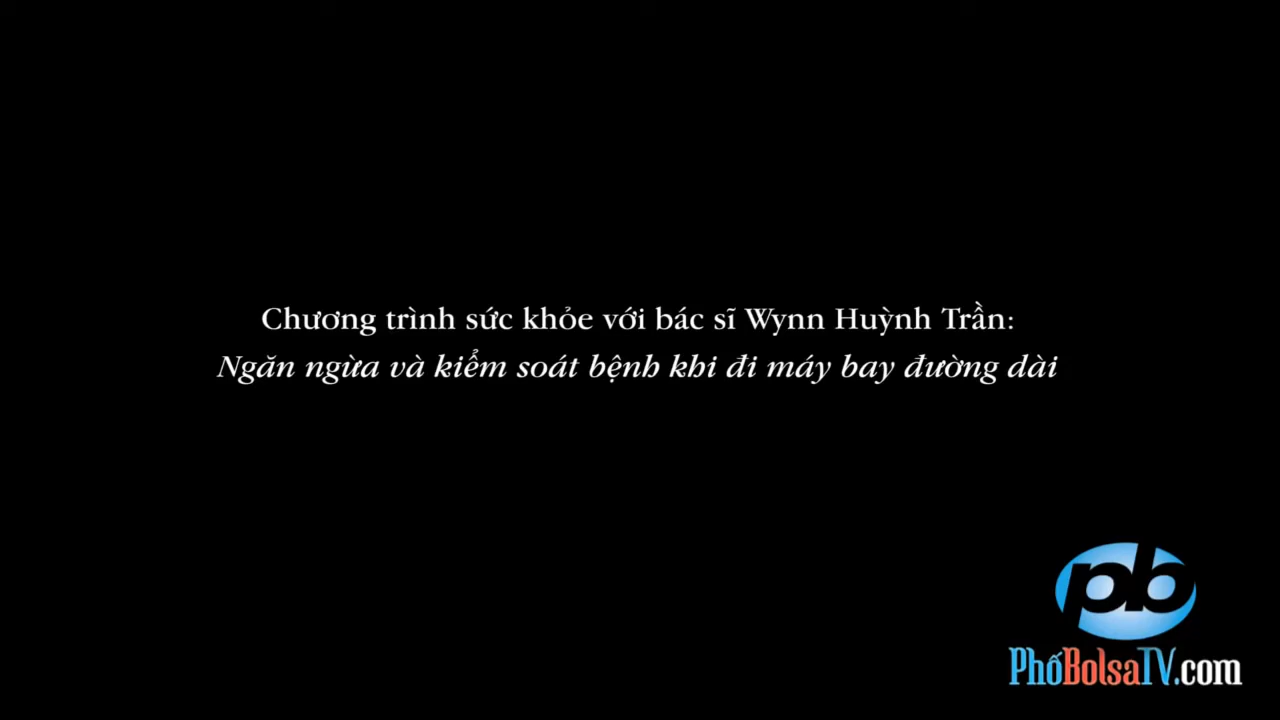 Chương trình sức khỏe với bác sĩ Wynn Huỳnh Trần:
Ngăn ngừa và kiểm soát bệnh khi đi máy bay đường dài
pb
PhốBolsaTV.com